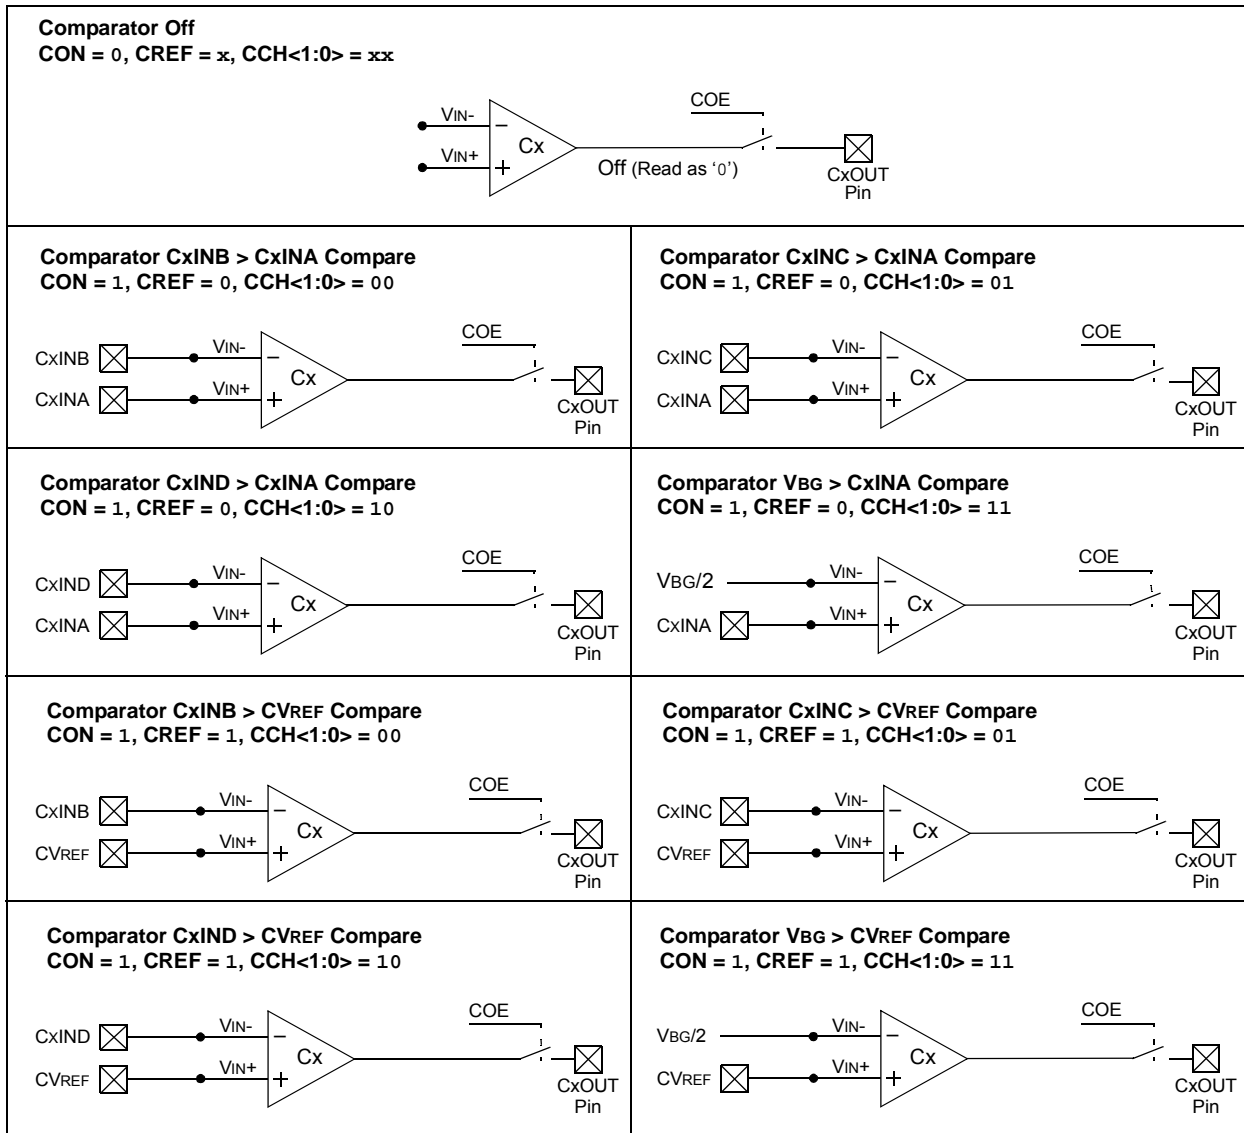 Comparator Off
CON = 0, CREF = x, CCH<1:0> = xx
COE
VIN-
–
Cx
VIN+
+
Off (Read as ‘0’)
CxOUT
Pin
Comparator CxINB > CxINA Compare
CON = 1, CREF = 0, CCH<1:0> = 00
COE
CxINB
VIN-
–
Cx
CxINA
VIN+
+
CxOUT
Pin
Comparator CxINC > CxINA Compare
CON = 1, CREF = 0, CCH<1:0> = 01
COE
CxINC
VIN-
–
Cx
CxINA
VIN+
+
CxOUT
Pin
Comparator CxIND > CxINA Compare
CON = 1, CREF = 0, CCH<1:0> = 10
COE
CxIND
VIN-
–
Cx
CxINA
VIN+
+
CxOUT
Pin
Comparator VBG > CxINA Compare
CON = 1, CREF = 0, CCH<1:0> = 11
COE
VBG/2
VIN-
–
Cx
CxINA
VIN+
+
CxOUT
Pin
Comparator CxINB > CVREF Compare
CON = 1, CREF = 1, CCH<1:0> = 00
COE
CxINB
VIN-
–
Cx
CVREF
VIN+
+
CxOUT
Pin
Comparator CxINC > CVREF Compare
CON = 1, CREF = 1, CCH<1:0> = 01
COE
CxINC
VIN-
–
Cx
CVREF
VIN+
+
CxOUT
Pin
Comparator CxIND > CVREF Compare
CON = 1, CREF = 1, CCH<1:0> = 10
COE
CxIND
VIN-
–
Cx
CVREF
VIN+
+
CxOUT
Pin
Comparator VBG > CVREF Compare
CON = 1, CREF = 1, CCH<1:0> = 11
COE
VBG/2
VIN-
–
Cx
CVREF
VIN+
+
CxOUT
Pin